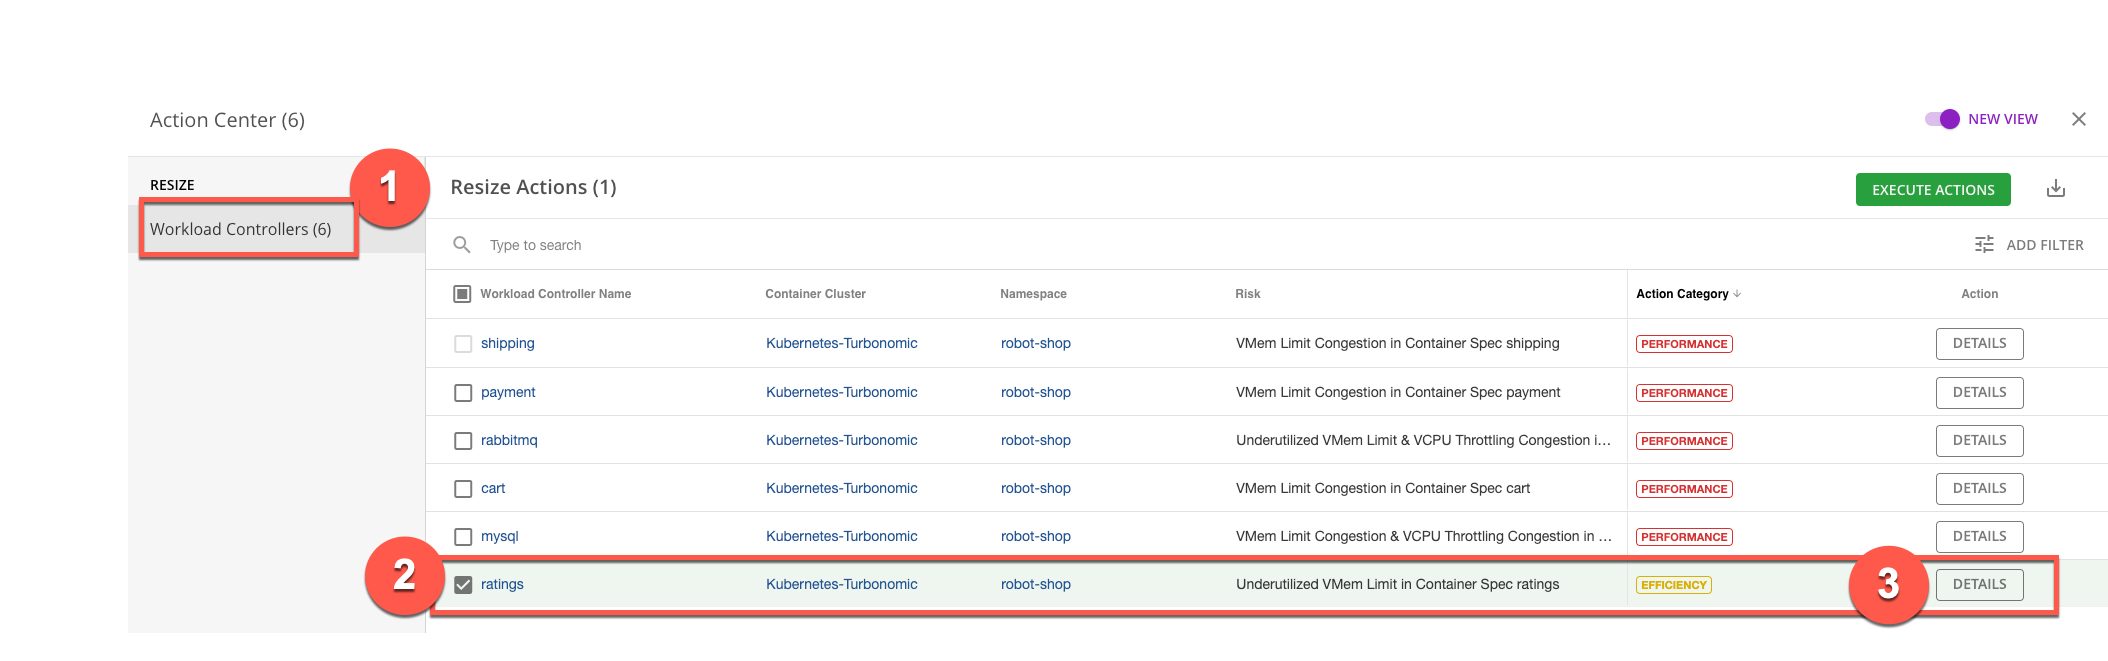 Action Center (6)
NEW VIEW
RESIZE
1
Resize Actions (1)
EXECUTE ACTIONS
Workload Controllers (6)
Type to search
ADD FILTER
Workload Controller Name Container Cluster Namespace Risk Action Category Action
shipping Kubernetes-Turbonomic robot-shop VMem Limit Congestion in Container Spec shipping PERFORMANCE DETAILS
payment Kubernetes-Turbonomic robot-shop VMem Limit Congestion in Container Spec payment PERFORMANCE DETAILS
rabbitmq Kubernetes-Turbonomic robot-shop Underutilized VMem Limit & VCPU Throttling Congestion i... PERFORMANCE DETAILS
cart Kubernetes-Turbonomic robot-shop VMem Limit Congestion in Container Spec cart PERFORMANCE DETAILS
mysql Kubernetes-Turbonomic robot-shop VMem Limit Congestion & VCPU Throttling Congestion in ... PERFORMANCE DETAILS
2 ratings Kubernetes-Turbonomic robot-shop Underutilized VMem Limit in Container Spec ratings EFFICIENCY 3 DETAILS